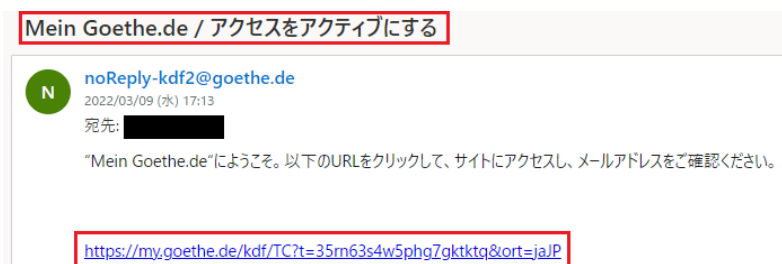 Mein Goethe.de / アクセスをアクティブにする
N
noReply-kdf2@goethe.de
2022/03/09 (水) 17:13
宛先:
“Mein Goethe.de“にようこそ。以下のURLをクリックして、サイトにアクセスし、メールアドレスをご確認ください。
https://my.goethe.de/kdf/TC?t=35rn63s4w5phg7gktktq&ort=jaJP